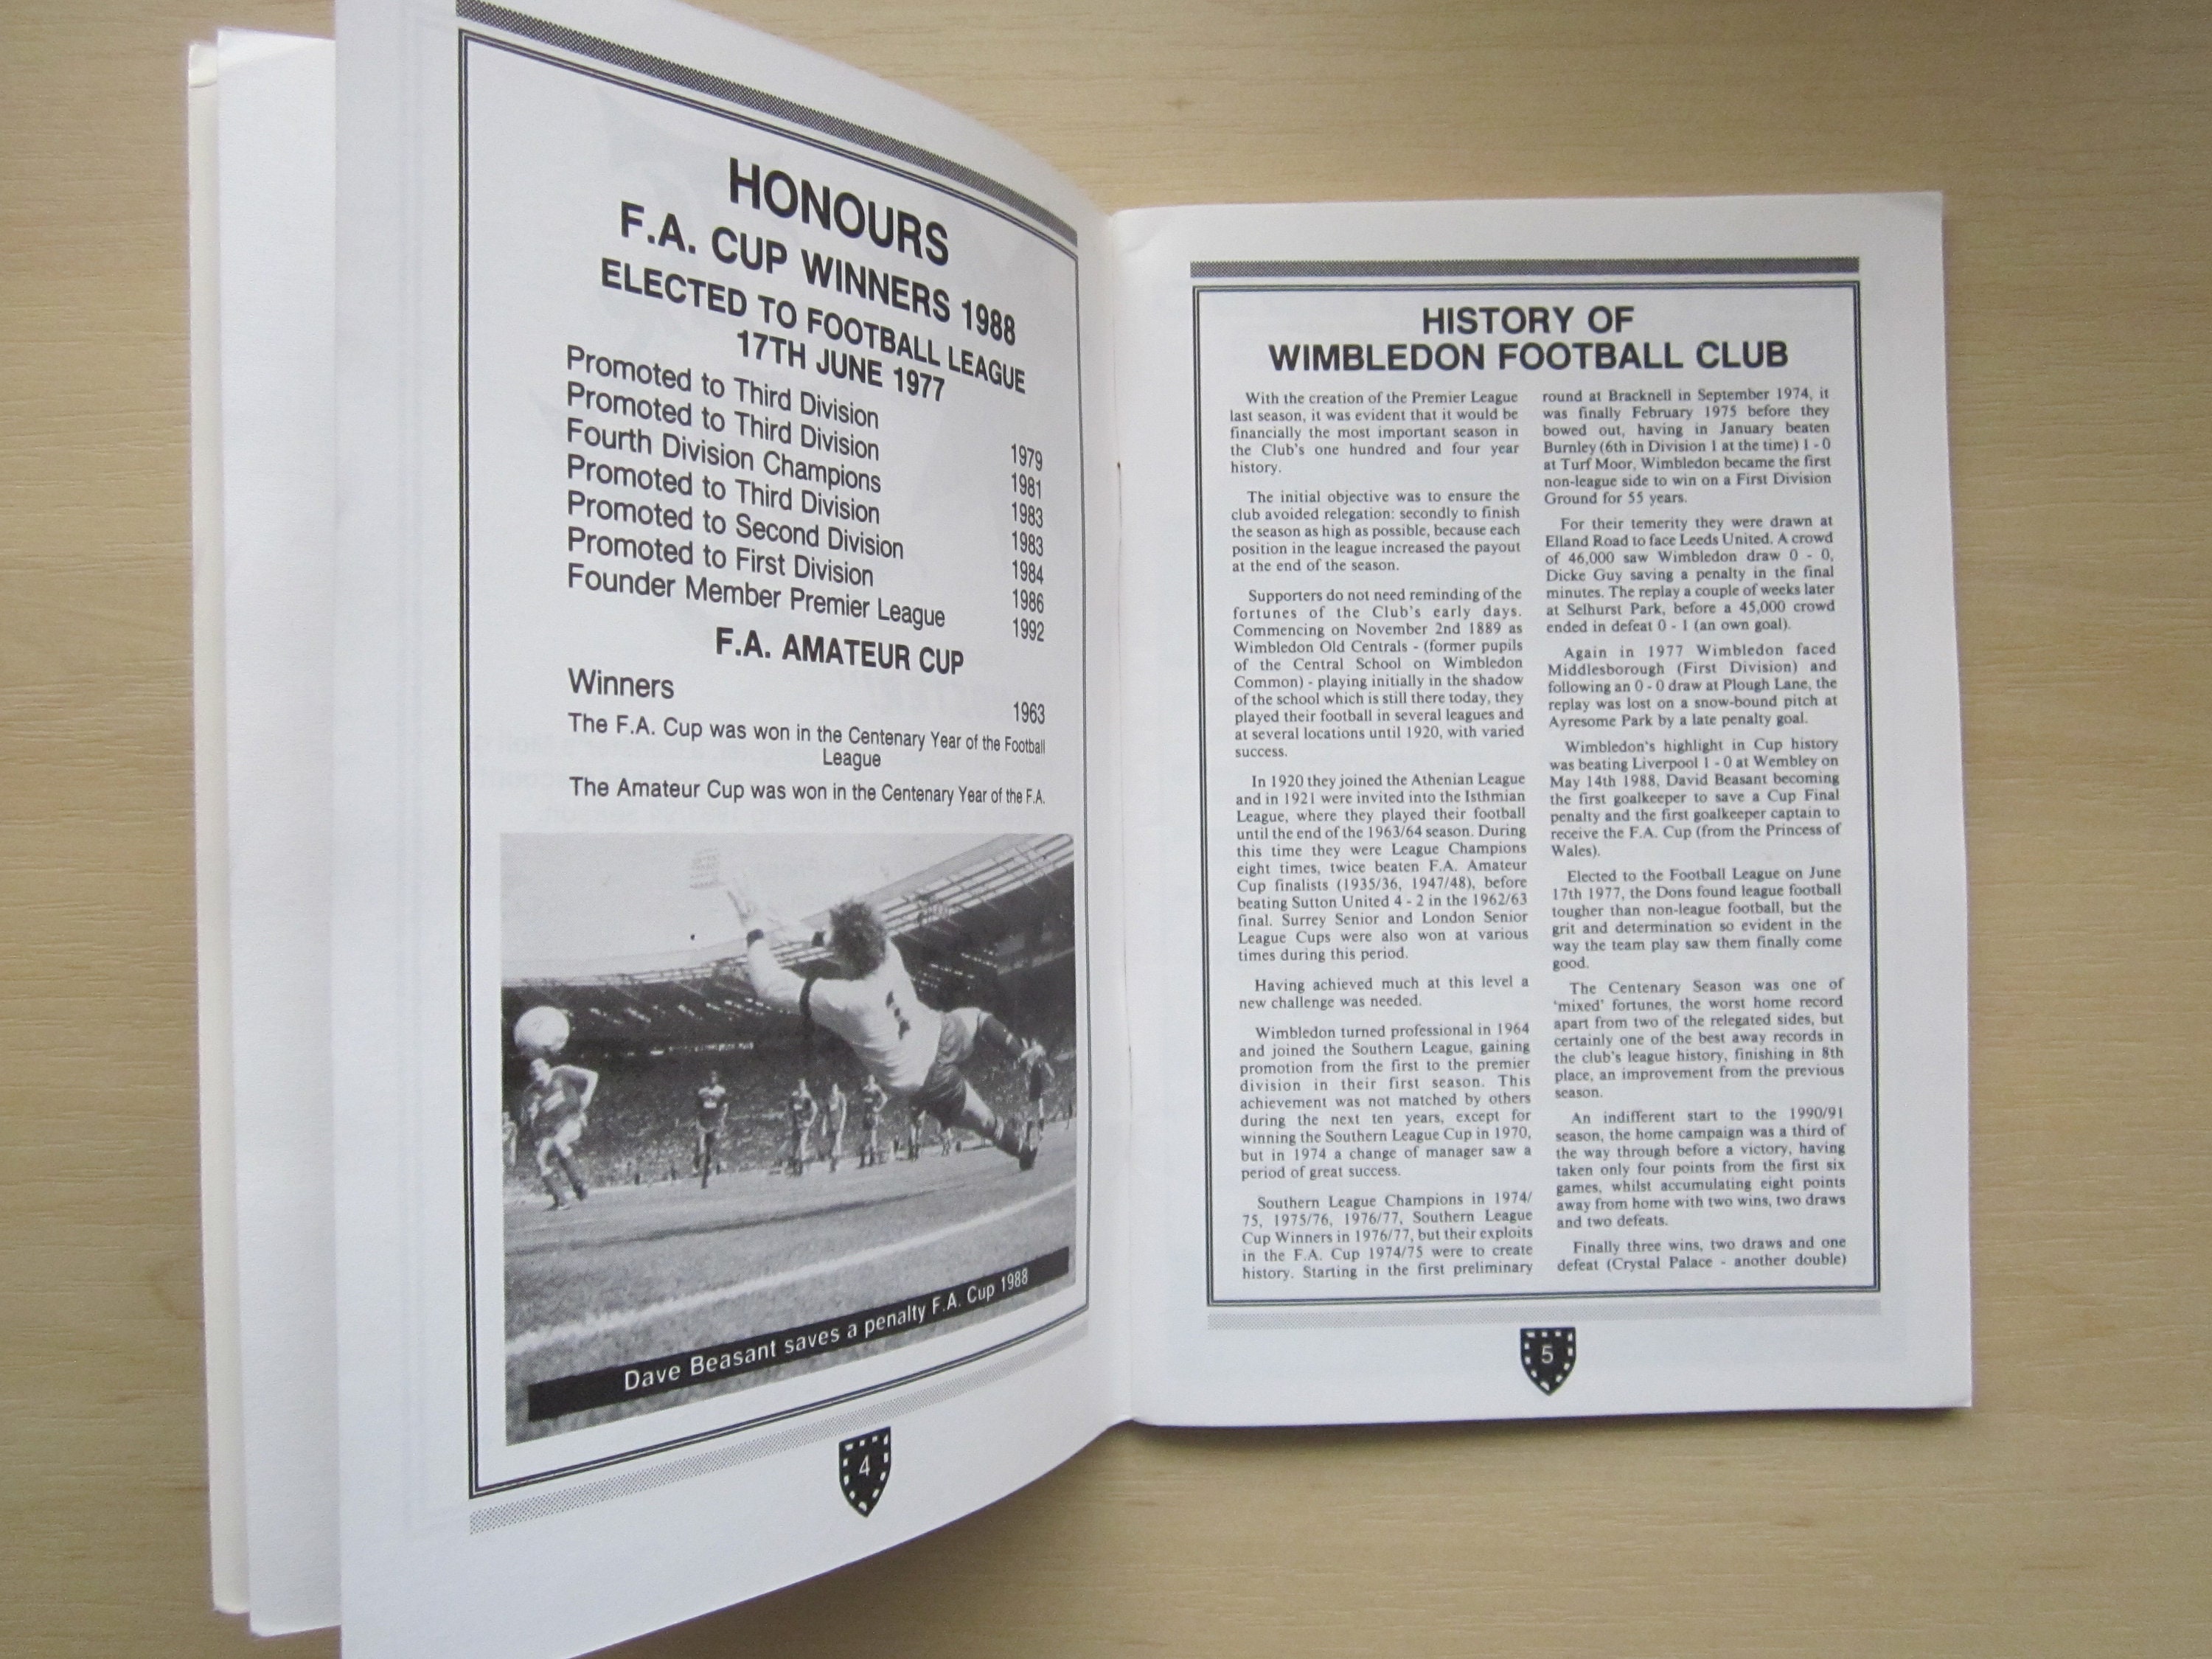 HONOURS
F.A. CUP WINNERS 1988
ELECTED TO FOOTBALL LEAGUE
17TH JUNE 1977
Promoted to Third Division 1979
Promoted to Third Division 1981
Fourth Division Champions 1983
Promoted to Third Division 1983
Promoted to Second Division 1984
Promoted to First Division 1986
Founder Member Premier League 1992
F.A. AMATEUR CUP
Winners 1963
The F.A. Cup was won in the Centenary Year of the Football
League
The Amateur Cup was won in the Centenary Year of the F.A.
1
Dave Beasant saves a penalty F.A. Cup 1988
4
HISTORY OF
WIMBLEDON FOOTBALL CLUB
With the creation of the Premier League
last season, it was evident that it would be
financially the most important season in
the Club's one hundred and four year
history.
The initial objective was to ensure the
club avoided relegation: secondly to finish
the season as high as possible, because each
position in the league increased the payout
at the end of the season.
Supporters do not need reminding of the
fortunes of the Club's early days.
Commencing on November 2nd 1889 as
Wimbledon Old Centrals - (former pupils
of the Central School on Wimbledon
Common) - playing initially in the shadow
of the school which is still there today, they
played their football in several leagues and
at several locations until 1920, with varied
success.
In 1920 they joined the Athenian League
and in 1921 were invited into the Isthmian
League, where they played their football
until the end of the 1963/64 season. During
this time they were League Champions
eight times, twice beaten F.A. Amateur
Cup finalists (1935/36, 1947/48), before
beating Sutton United 4 - 2 in the 1962/63
final. Surrey Senior and London Senior
League Cups were also won at various
times during this period.
Having achieved much at this level a
new challenge was needed.
Wimbledon turned professional in 1964
and joined the Southern League, gaining
promotion from the first to the premier
division in their first season. This
achievement was not matched by others
during the next ten years, except for
winning the Southern League Cup in 1970,
but in 1974 a change of manager saw a
period of great success.
Southern League Champions in 1974/
75, 1975/76, 1976/77, Southern League
Cup Winners in 1976/77, but their exploits
in the F.A. Cup 1974/75 were to create
history. Starting in the first preliminary
round at Bracknell in September 1974, it
was finally February 1975 before they
bowed out, having in January beaten
Burnley (6th in Division 1 at the time) 1 - 0
at Turf Moor, Wimbledon became the first
non-league side to win on a First Division
Ground for 55 years.
For their temerity they were drawn at
Elland Road to face Leeds United. A crowd
of 46,000 saw Wimbledon draw 0 - 0,
Dicke Guy saving a penalty in the final
minutes. The replay a couple of weeks later
at Selhurst Park, before a 45,000 crowd
ended in defeat 0 - 1 (an own goal).
Again in 1977 Wimbledon faced
Middlesborough (First Division) and
following an 0 - 0 draw at Plough Lane, the
replay was lost on a snow-bound pitch at
Ayresome Park by a late penalty goal.
Wimbledon's highlight in Cup history
was beating Liverpool 1 - 0 at Wembley on
May 14th 1988, David Beasant becoming
the first goalkeeper to save a Cup Final
penalty and the first goalkeeper captain to
receive the F.A. Cup (from the Princess of
Wales).
Elected to the Football League on June
17th 1977, the Dons found league football
tougher than non-league football, but the
grit and determination so evident in the
way the team play saw them finally come
good.
The Centenary Season was one of
'mixed' fortunes, the worst home record
apart from two of the relegated sides, but
certainly one of the best away records in
the club's league history, finishing in 8th
place, an improvement from the previous
season.
An indifferent start to the 1990/91
season, the home campaign was a third of
the way through before a victory, having
taken only four points from the first six
games, whilst accumulating eight points
away from home with two wins, two draws
and two defeats.
Finally three wins, two draws and one
defeat (Crystal Palace - another double)
5